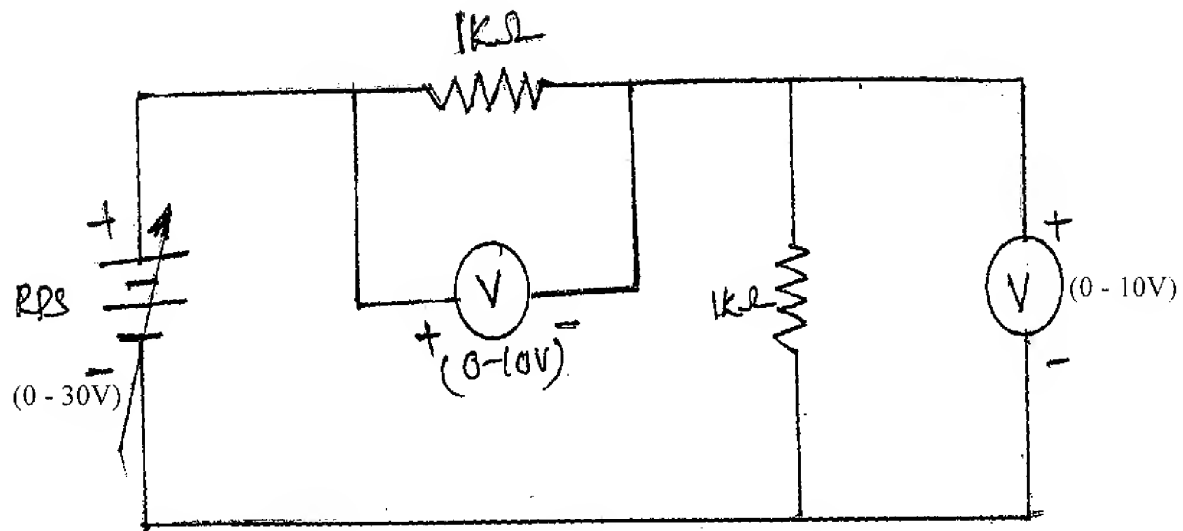 1KΩ
+
RPS
-
(0 - 30V)
V
+
-
(0-10V)
1KΩ
+
V
(0 - 10V)
-